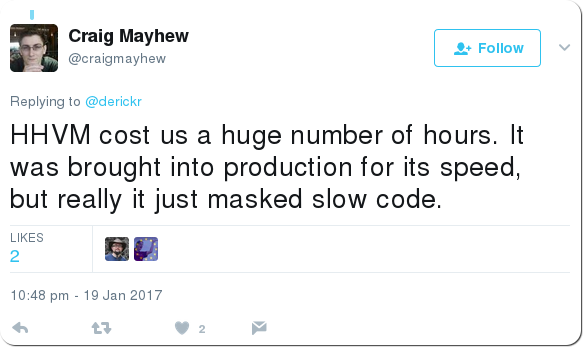 Craig Mayhew
@craigmayhew
Follow
Replying to @derickr
HHVM cost us a huge number of hours. It
was brought into production for its speed,
but really it just masked slow code.
LIKES
2
10:48 pm - 19 Jan 2017
2